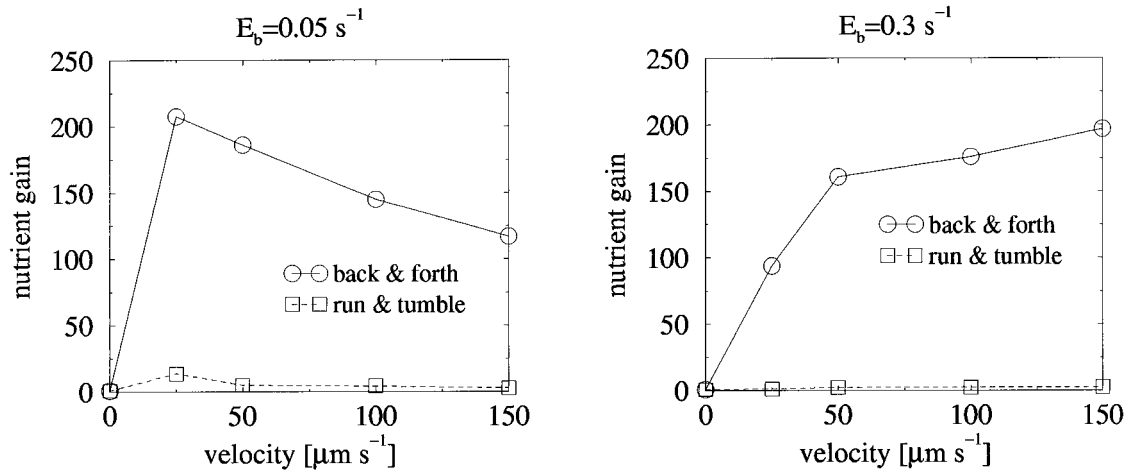 E_b=0.05 s⁻¹
250
200
150
100
50
0
nutrient gain
back & forth
run & tumble
0 50 100 150
velocity [μm s⁻¹]
E_b=0.3 s⁻¹
250
200
150
100
50
0
nutrient gain
back & forth
run & tumble
0 50 100 150
velocity [μm s⁻¹]